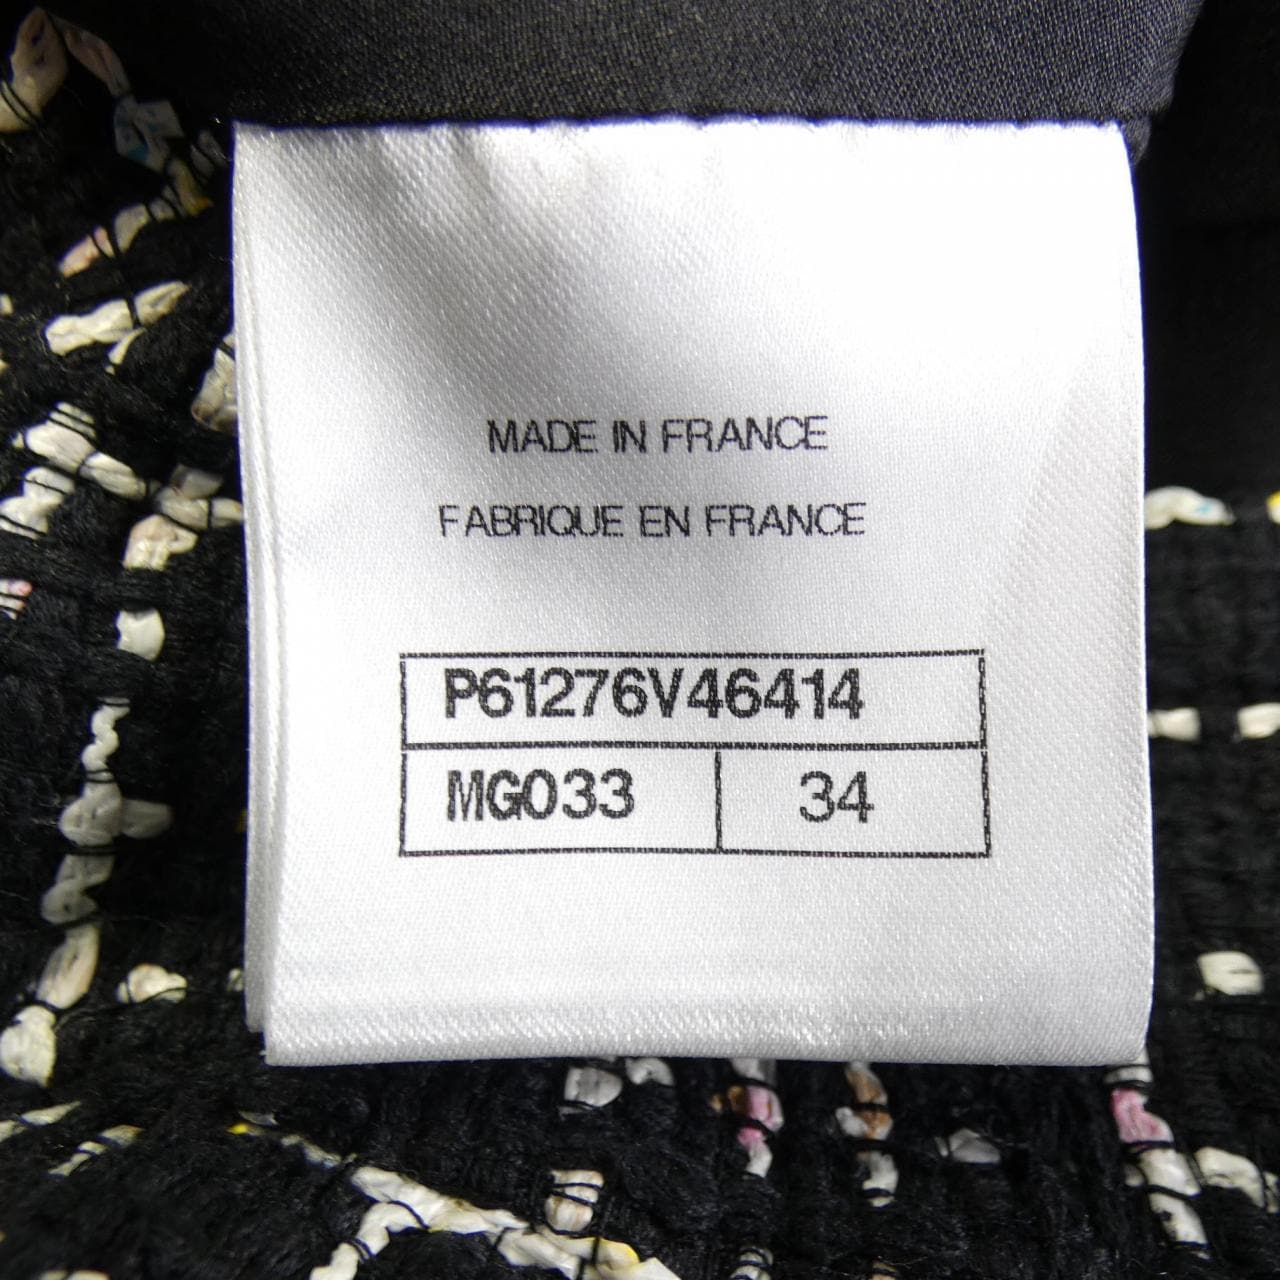 MADE IN FRANCE
FABRIQUE EN FRANCE
P61276V46414
MG033 34